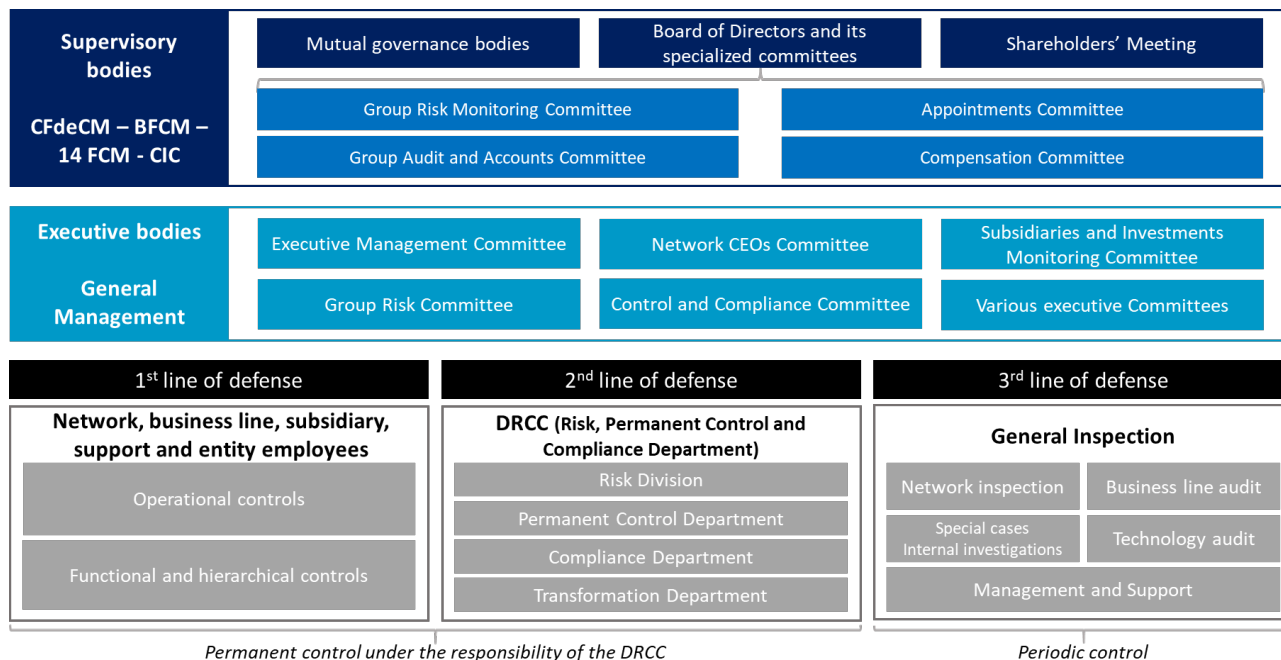 Supervisory
bodies
CFdeCM – BFCM –
14 FCM - CIC
Mutual governance bodies
Board of Directors and its
specialized committees
Shareholders' Meeting
Group Risk Monitoring Committee
Appointments Committee
Group Audit and Accounts Committee
Compensation Committee
Executive bodies
General
Management
Executive Management Committee
Network CEOs Committee
Subsidiaries and Investments
Monitoring Committee
Group Risk Committee
Control and Compliance Committee
Various executive Committees
1st line of defense
2nd line of defense
3rd line of defense
Network, business line, subsidiary,
support and entity employees
Operational controls
Functional and hierarchical controls
DRCC (Risk, Permanent Control and
Compliance Department)
Risk Division
Permanent Control Department
Compliance Department
Transformation Department
General Inspection
Network inspection
Business line audit
Special cases
Internal investigations
Technology audit
Management and Support
Permanent control under the responsibility of the DRCC
Periodic control